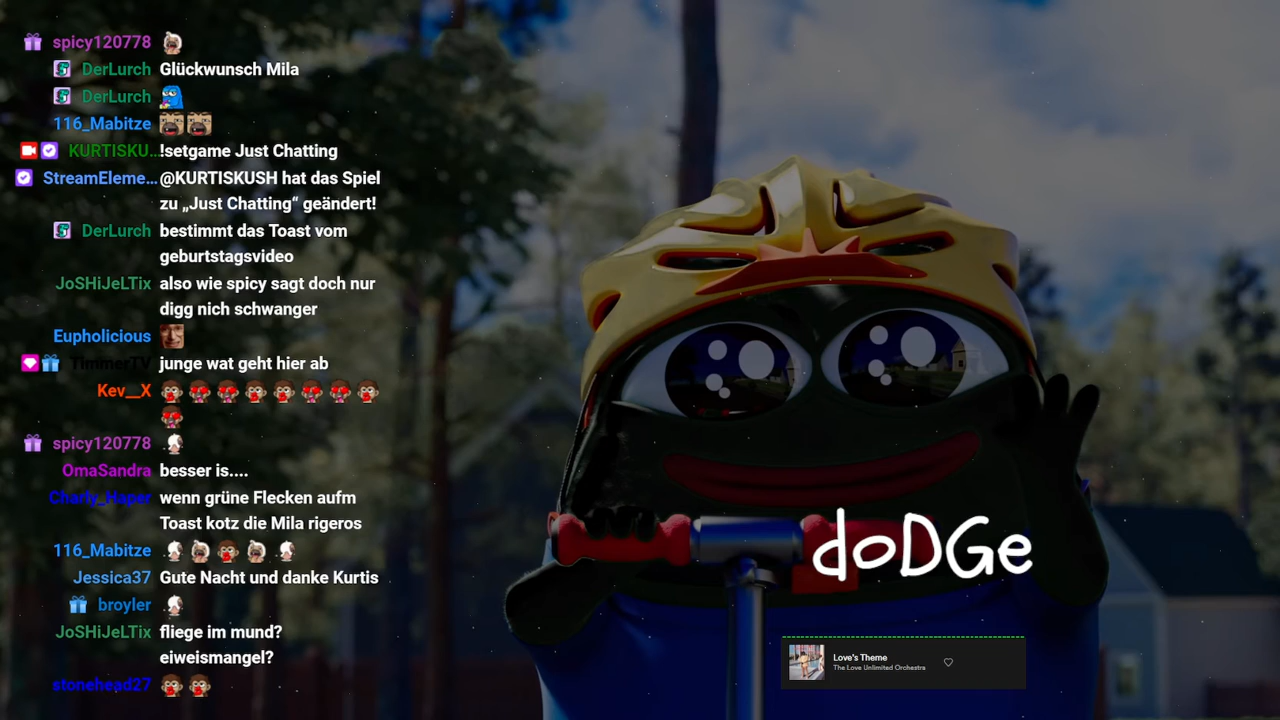 spicy120778
DerLurch Glückwunsch Mila
DerLurch
116_Mabitze
KURTISKU... !setgame Just Chatting
StreamEleme... @KURTISKUSH hat das Spiel
zu „Just Chatting“ geändert!
DerLurch bestimmt das Toast vom
geburtstagsvideo
JoSHiJeLTix also wie spicy sagt doch nur
digg nich schwanger
Eupholicious
TimmerTV junge wat geht hier ab
Kev__X
spicy120778
OmaSandra besser is....
Charly_Haper wenn grüne Flecken aufm
Toast kotz die Mila rigeros
116_Mabitze
Jessica37 Gute Nacht und danke Kurtis
broyler
JoSHiJeLTix fliege im mund?
eiweismangel?
stonehead27
doDGe
Love's Theme
The Love Unlimited Orchestra